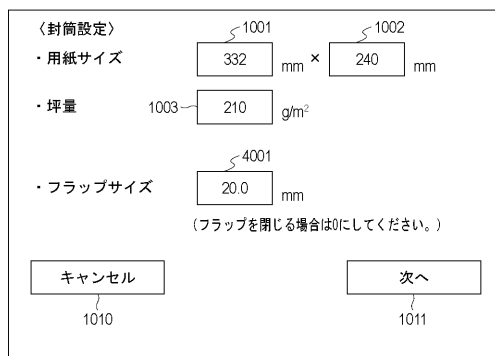 〈封筒設定〉 1001 1002
・用紙サイズ 332 mm × 240 mm
・坪量 1003 210 g/m²
4001
・フラップサイズ 20.0 mm
(フラップを閉じる場合は0にしてください。)
キャンセル 次へ
1010 1011